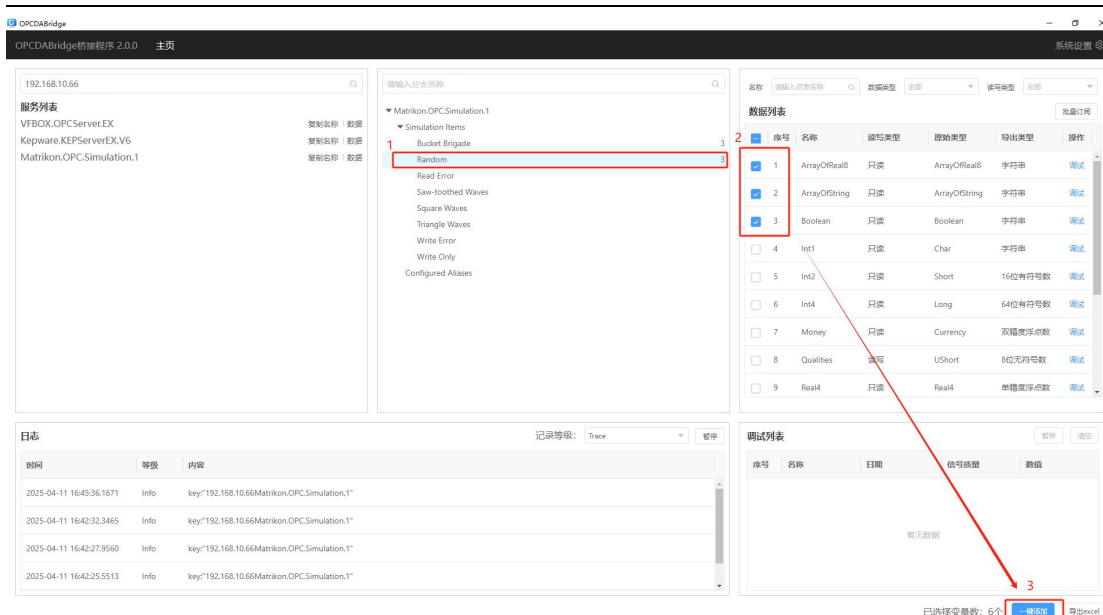 OPCDABridge
OPCDABridge桥接程序 2.0.0 主页 系统设置
192.168.10.66
服务列表
VFBOX.OPCServer.EX 复制名称 数据
Kepware.KEPServerEX.V6 复制名称 数据
Matrikon.OPC.Simulation.1 复制名称 数据
请输入分支名称
Matrikon.OPC.Simulation.1
Simulation Items
Bucket Brigade 3
1 Random 3
Read Error
Saw-toothed Waves
Square Waves
Triangle Waves
Write Error
Write Only
Configured Aliases
名称 请输入点表名称 数据类型 全部 读写类型 全部
数据列表 批量订阅
2 序号 名称 读写类型 原始类型 导出类型 操作
1 ArrayOfReal8 只读 ArrayOfReal8 字符串 调试
2 ArrayOfString 只读 ArrayOfString 字符串 调试
3 Boolean 只读 Boolean 字符串 调试
4 Int1 只读 Char 字符串 调试
5 Int2 只读 Short 16位有符号数 调试
6 Int4 只读 Long 64位有符号数 调试
7 Money 只读 Currency 双精度浮点数 调试
8 Qualities 读写 UShort 8位无符号数 调试
9 Real4 只读 Real4 单精度浮点数 调试
日志 记录等级： Trace 暂停
时间 等级 内容
2025-04-11 16:45:36.1671 Info key:"192.168.10.66Matrikon.OPC.Simulation.1"
2025-04-11 16:42:32.3465 Info key:"192.168.10.66Matrikon.OPC.Simulation.1"
2025-04-11 16:42:27.9560 Info key:"192.168.10.66Matrikon.OPC.Simulation.1"
2025-04-11 16:42:25.5513 Info key:"192.168.10.66Matrikon.OPC.Simulation.1"
调试列表 暂停 清空
序号 名称 日期 信号质量 数值
暂无数据
3
已选择变量数：6个 一键添加 导出excel